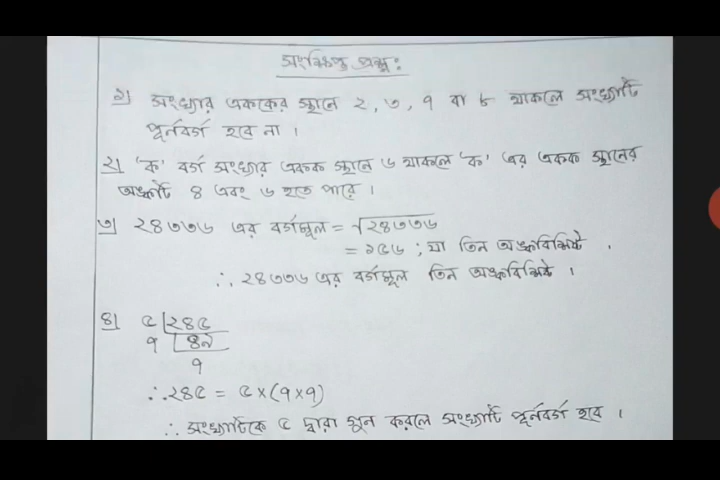 সংক্ষিপ্ত প্রশ্ন:
১) সংখ্যার এককের স্থানে ২, ৩, ৭ বা ৮ থাকলে সংখ্যাটি
পূর্নবর্গ হবে না ।
২) 'ক' বর্গ সংখ্যার একক স্থানে ৬ থাকলে 'ক' এর একক স্থানের
অঙ্কটি ৪ এবং ৬ হতে পারে ।
৩) ২৪৩৩৬ এর বর্গমূল = √২৪৩৩৬
= ১৫৬ ; যা তিন অঙ্কবিশিষ্ট .
∴ ২৪৩৩৬ এর বর্গমূল তিন অঙ্কবিশিষ্ট ।
৪) ৫ | ২৪৫
৭ | ৪৯
৭
∴ ২৪৫ = ৫×(৭×৭)
∴ সংখ্যাটিকে ৫ দ্বারা গুন করলে সংখ্যাটি পূর্নবর্গ হবে ।